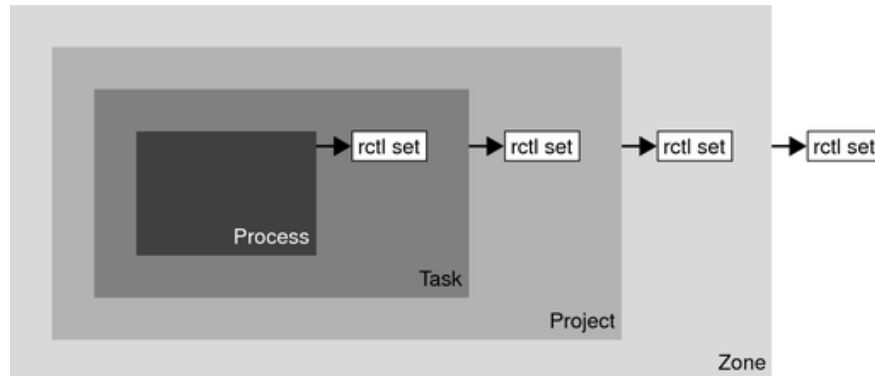 rctl set
rctl set
rctl set
rctl set
Process
Task
Project
Zone